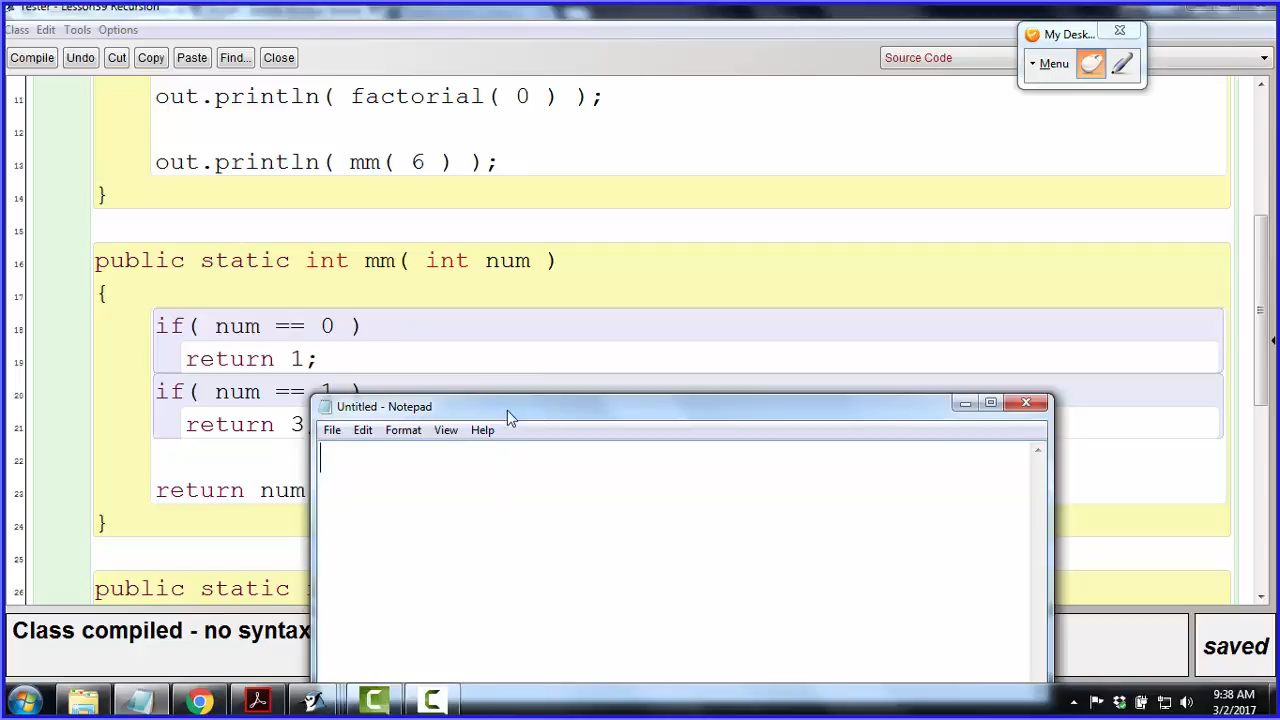 Tester - Lesson59 Recursion
Class Edit Tools Options
Compile Undo Cut Copy Paste Find... Close Source Code
My Desk...
Menu
11 out.println( factorial( 0 ) );
12
13 out.println( mm( 6 ) );
14 }
15
16 public static int mm( int num )
17 {
18 if( num == 0 )
19 return 1;
20 if( num == 1 )
21 return 3
23 return num
24 }
25
26 public static
Untitled - Notepad
File Edit Format View Help
Class compiled - no syntax
saved
9:38 AM
3/2/2017